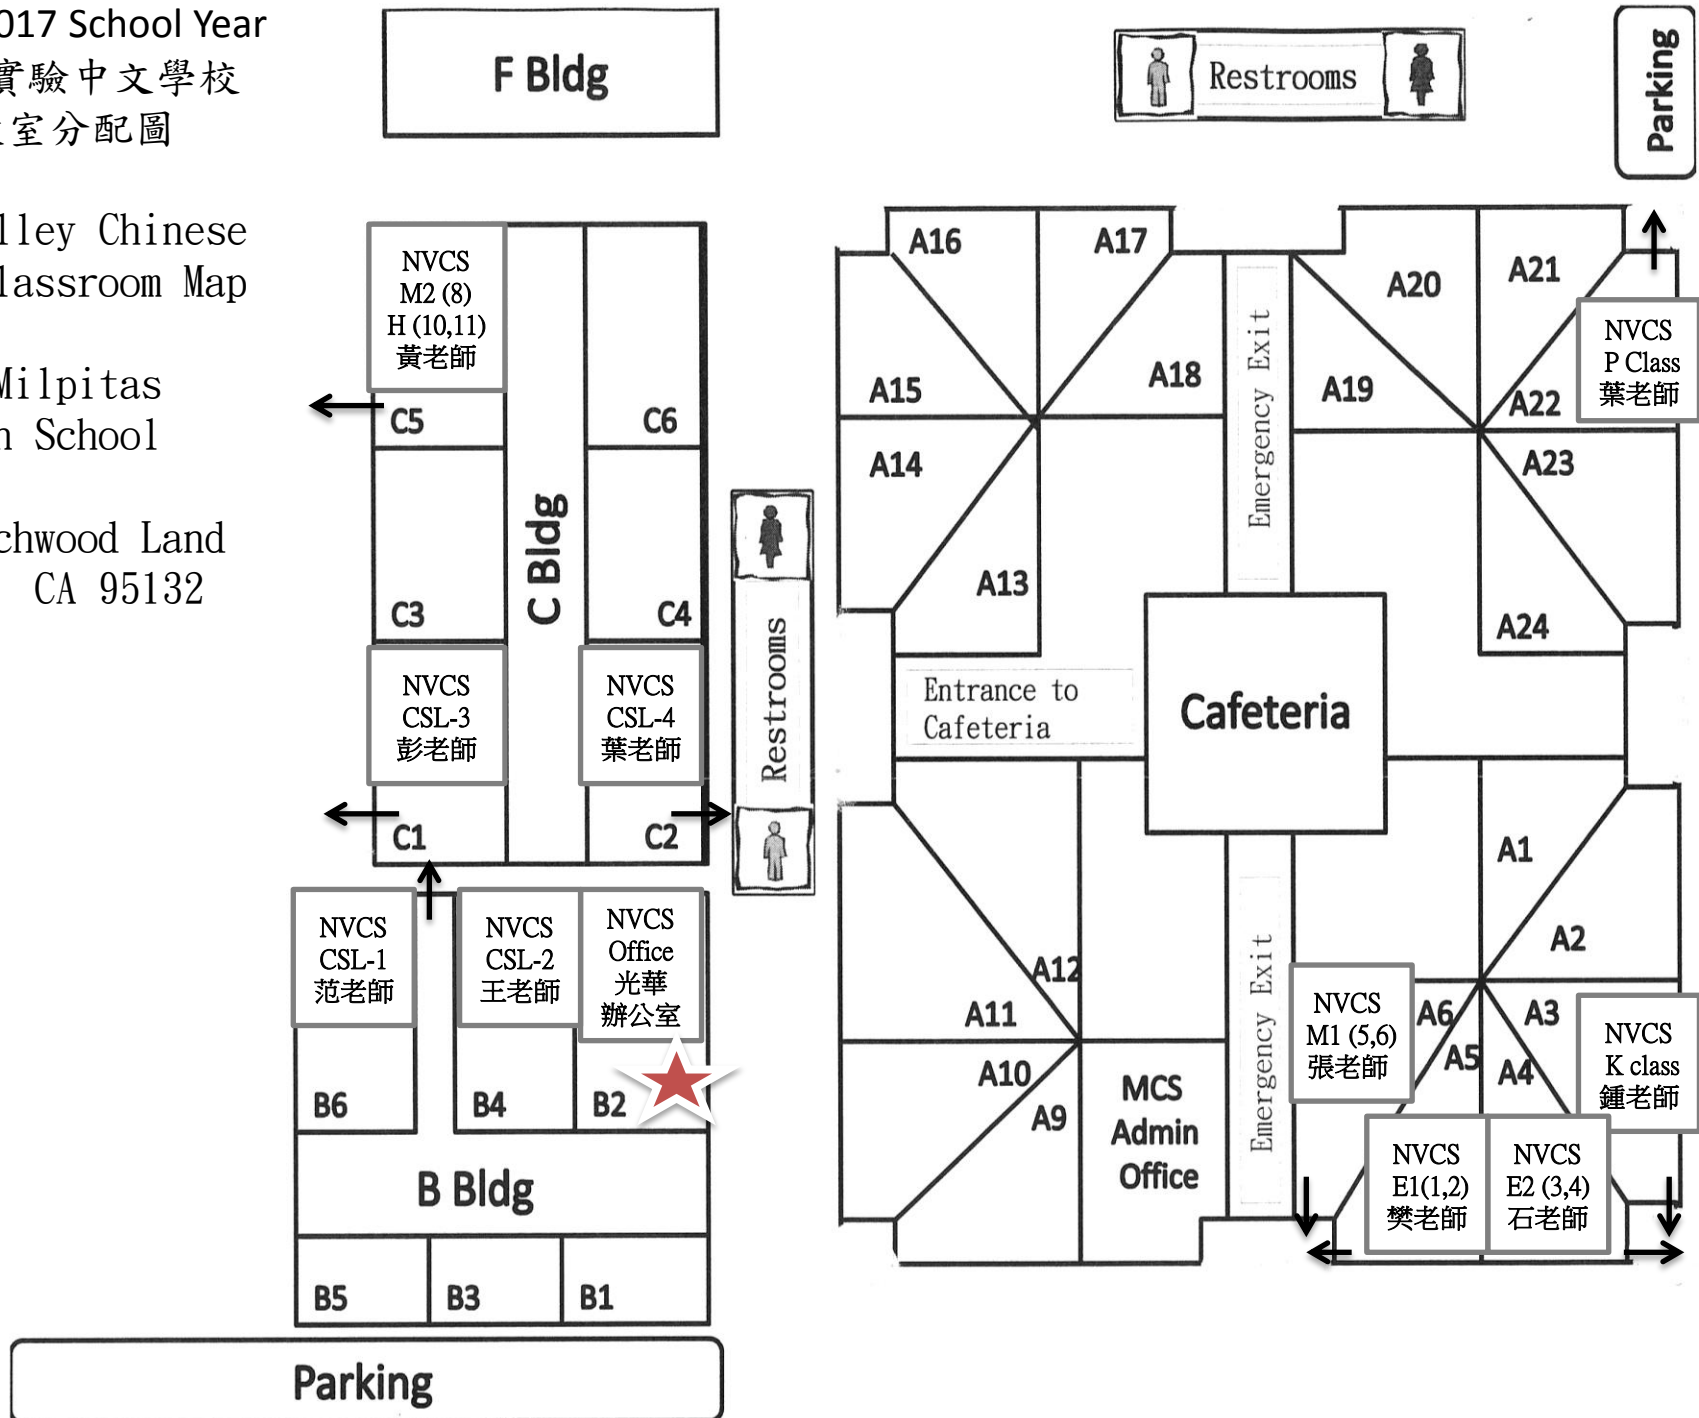 017 School Year
實驗中文學校
室分配圖
lley Chinese
lassroom Map
Milpitas
n School
chwood Land
CA 95132
F Bldg
Restrooms
Parking
NVCS
M2 (8)
H (10,11)
黃老師
C5
C6
C3
C4
C Bldg
NVCS
CSL-3
彭老師
NVCS
CSL-4
葉老師
C1
C2
Restrooms
NVCS
CSL-1
范老師
NVCS
CSL-2
王老師
NVCS
Office
光華
辦公室
B6
B4
B2
B Bldg
B5
B3
B1
Parking
A16
A17
A15
A18
A14
A13
Emergency Exit
A20
A21
A19
A22
NVCS
P Class
葉老師
A23
A24
Entrance to
Cafeteria
Cafeteria
A12
A11
A10
A9
MCS
Admin
Office
Emergency Exit
A1
A2
A6
A3
A5
A4
NVCS
M1 (5,6)
張老師
NVCS
K class
鍾老師
NVCS
E1(1,2)
樊老師
NVCS
E2 (3,4)
石老師